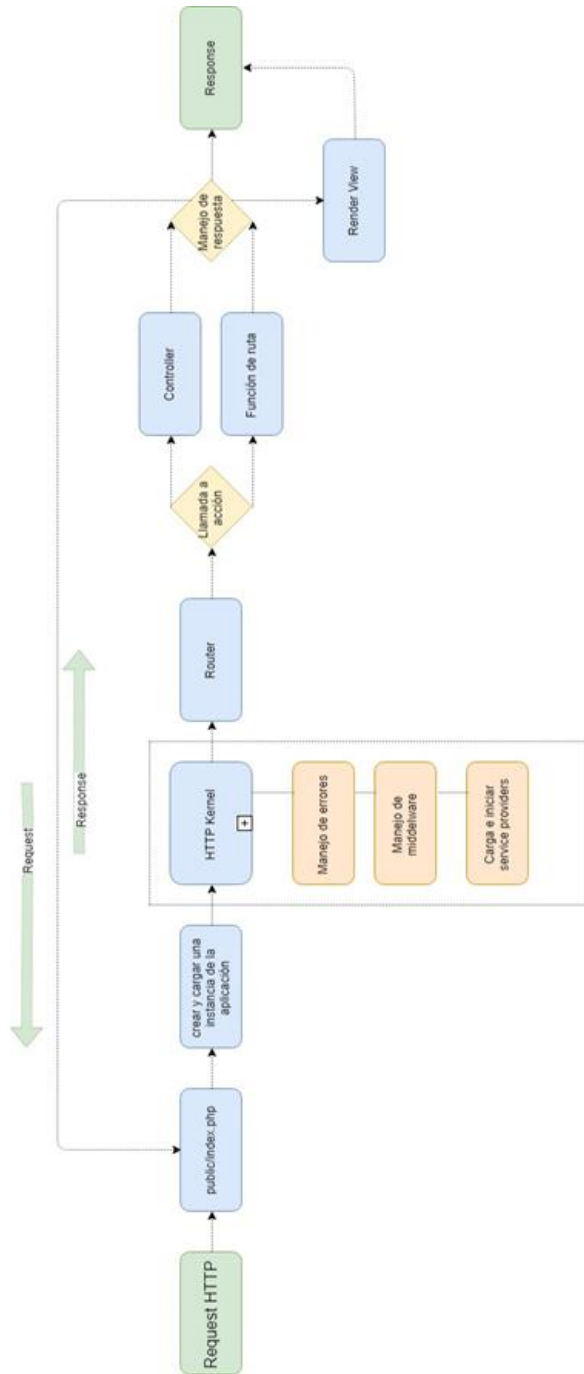 Request
Response
Request HTTP
public/index.php
crear y cargar una
instancia de la
aplicación
HTTP Kernel
+
Manejo de errores
Manejo de
middelware
Carga e iniciar
service providers
Router
Llamada a
acción
Controller
Función de ruta
Manejo de
respuesta
Response
Render View